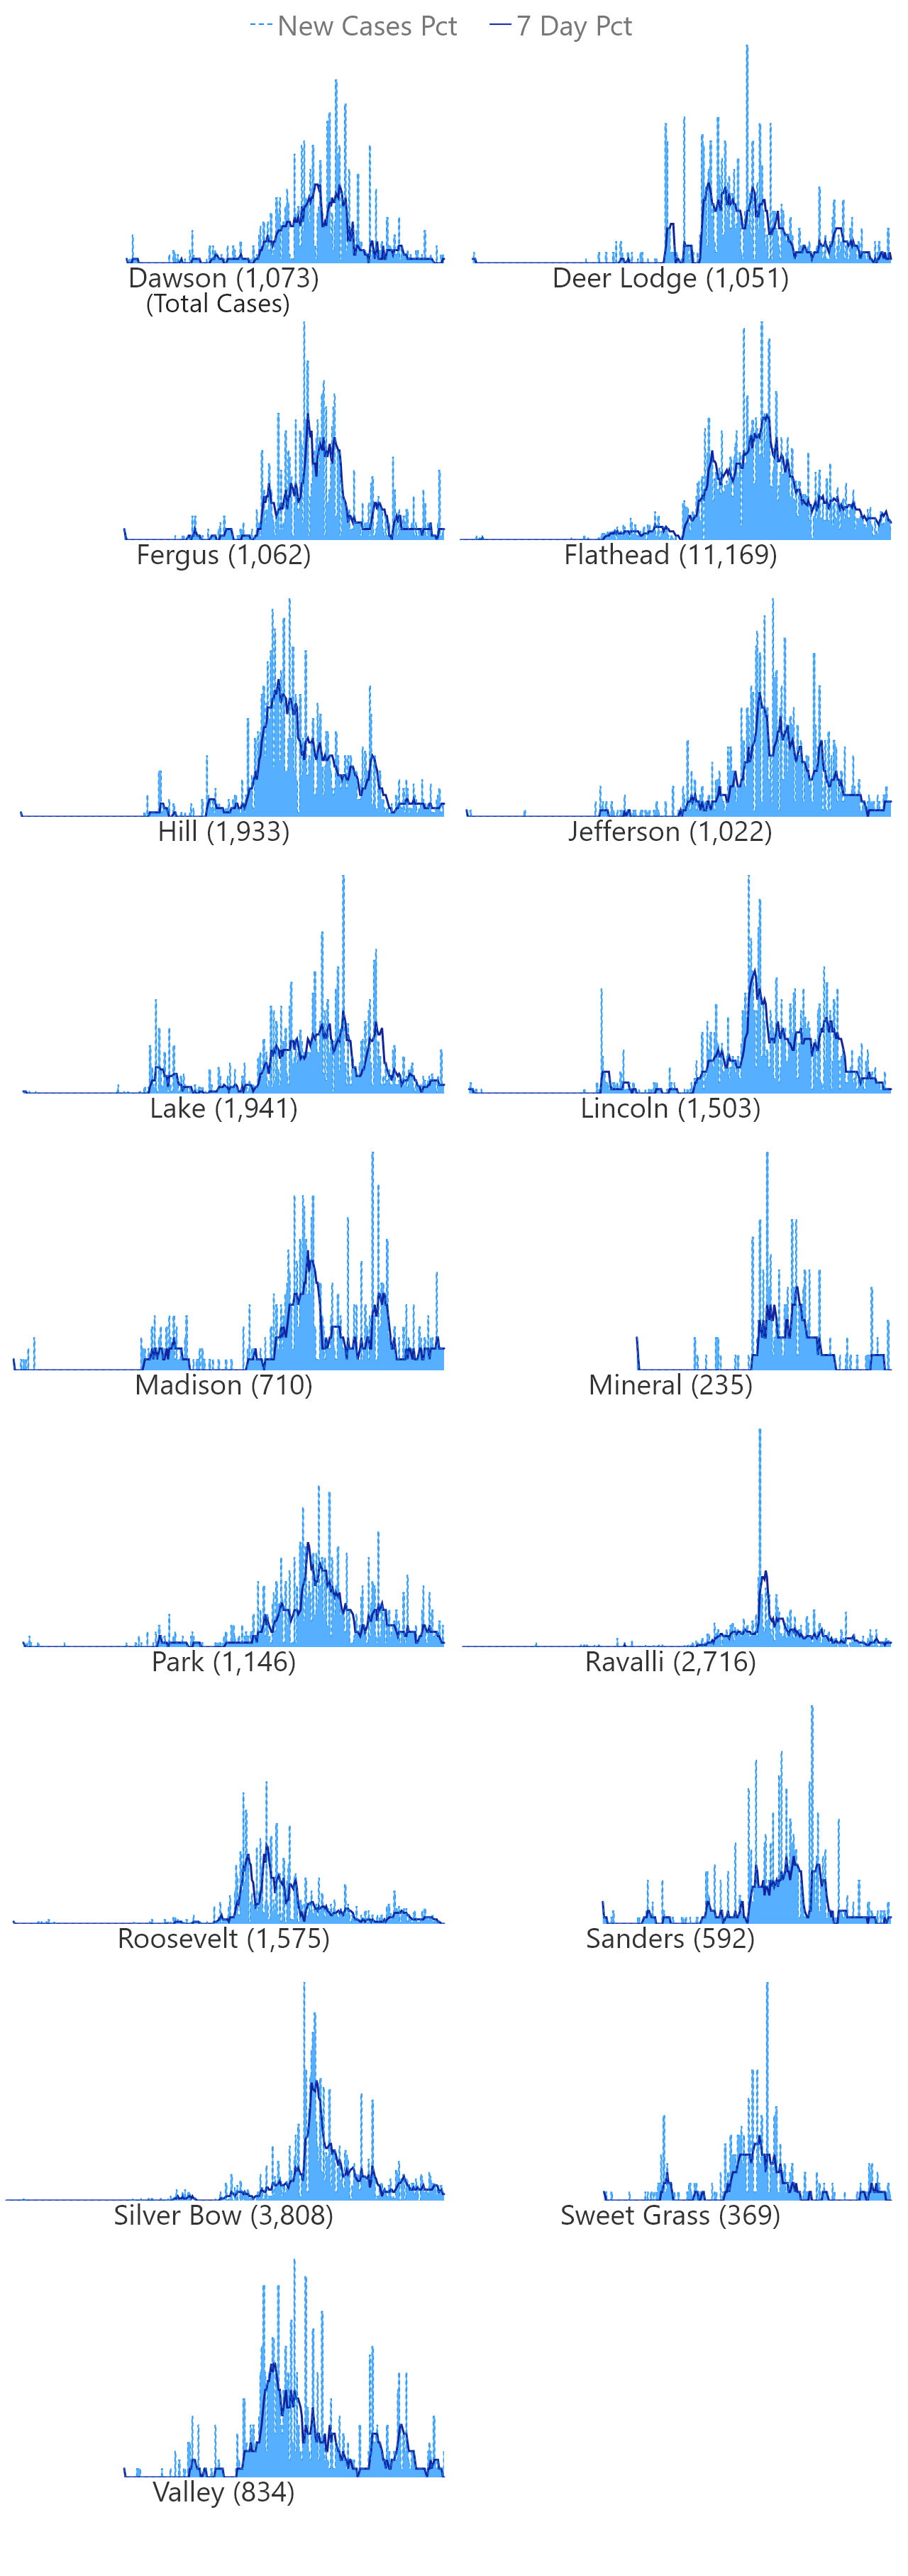 New Cases Pct 7 Day Pct
Dawson (1,073) Deer Lodge (1,051)
(Total Cases)
Fergus (1,062) Flathead (11,169)
Hill (1,933) Jefferson (1,022)
Lake (1,941) Lincoln (1,503)
Madison (710) Mineral (235)
Park (1,146) Ravalli (2,716)
Roosevelt (1,575) Sanders (592)
Silver Bow (3,808) Sweet Grass (369)
Valley (834)